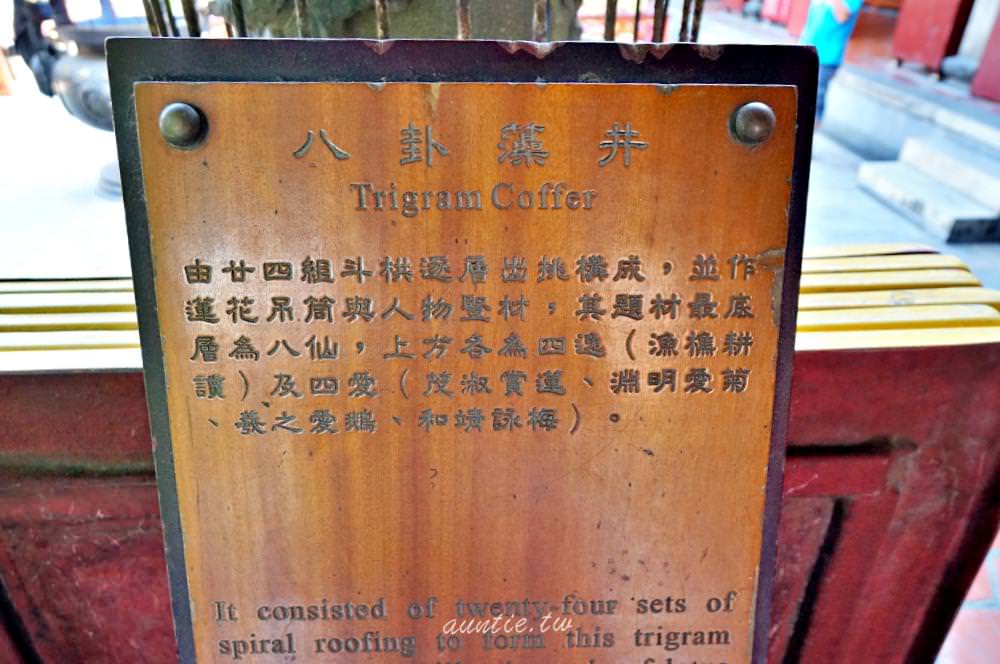 八卦藻井
Trigram Coffer
由廿四組斗栱逐層出挑構成，並作
蓮花吊筒與人物豎材，其題材最底
層為八仙，上方各為四逸（漁樵耕
讀）及四愛（茂淑賞蓮、淵明愛菊
、羲之愛鵝、和靖詠梅）。
It consisted of twenty-four sets of
spiral roofing to form this trigram
auntie.tw